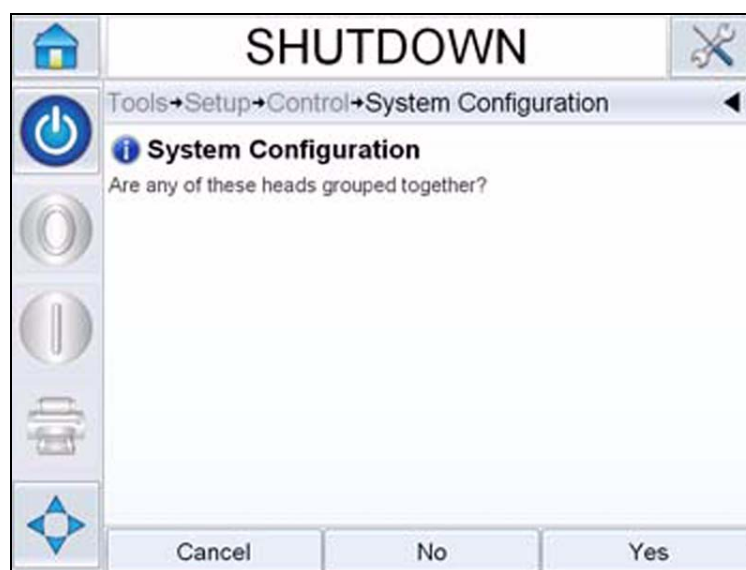 SHUTDOWN
Tools→Setup→Control→System Configuration
System Configuration
Are any of these heads grouped together?
Cancel
No
Yes